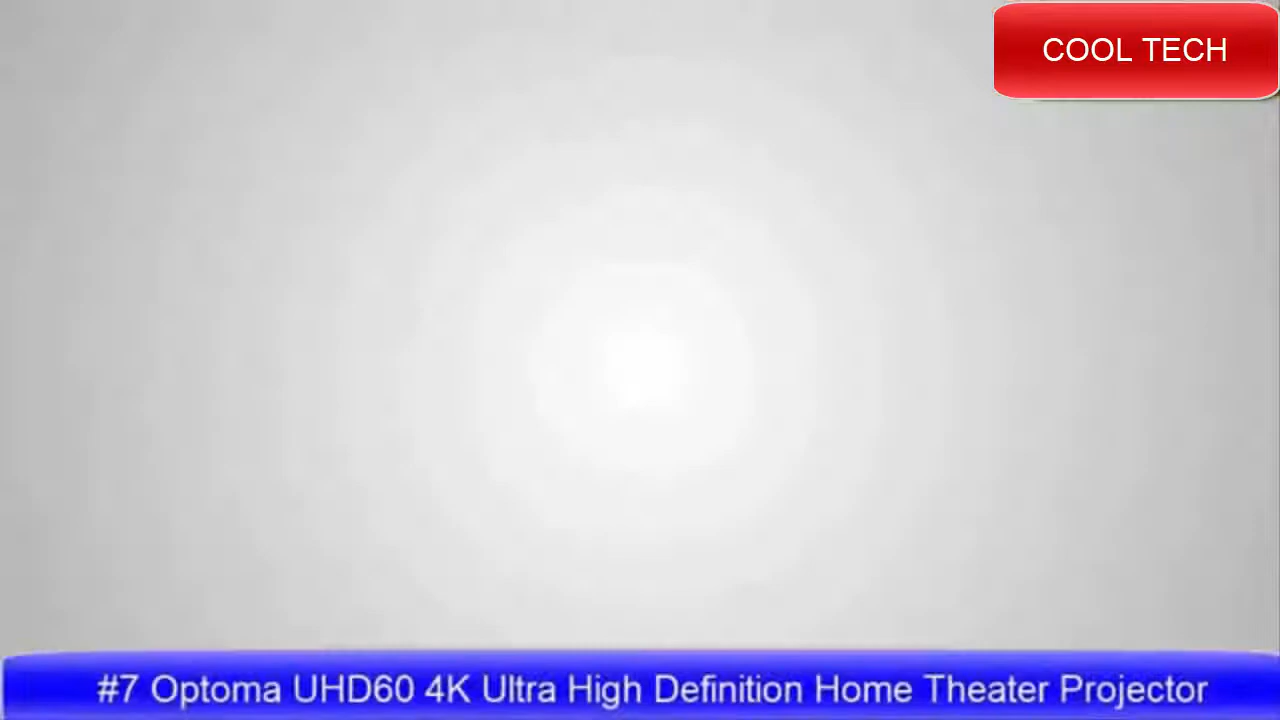 COOL TECH
#7 Optoma UHD60 4K Ultra High Definition Home Theater Projector